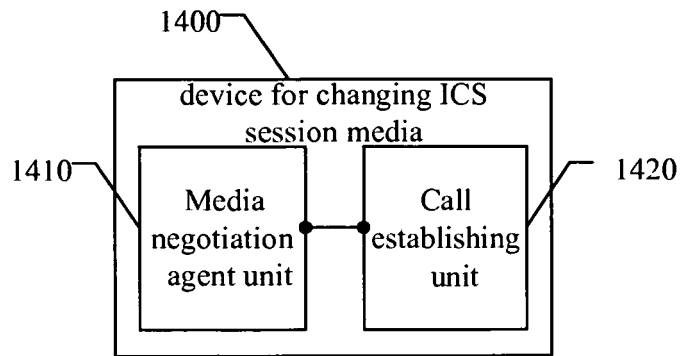 1400
device for changing ICS
session media
1410
1420
Media
negotiation
agent unit
Call
establishing
unit